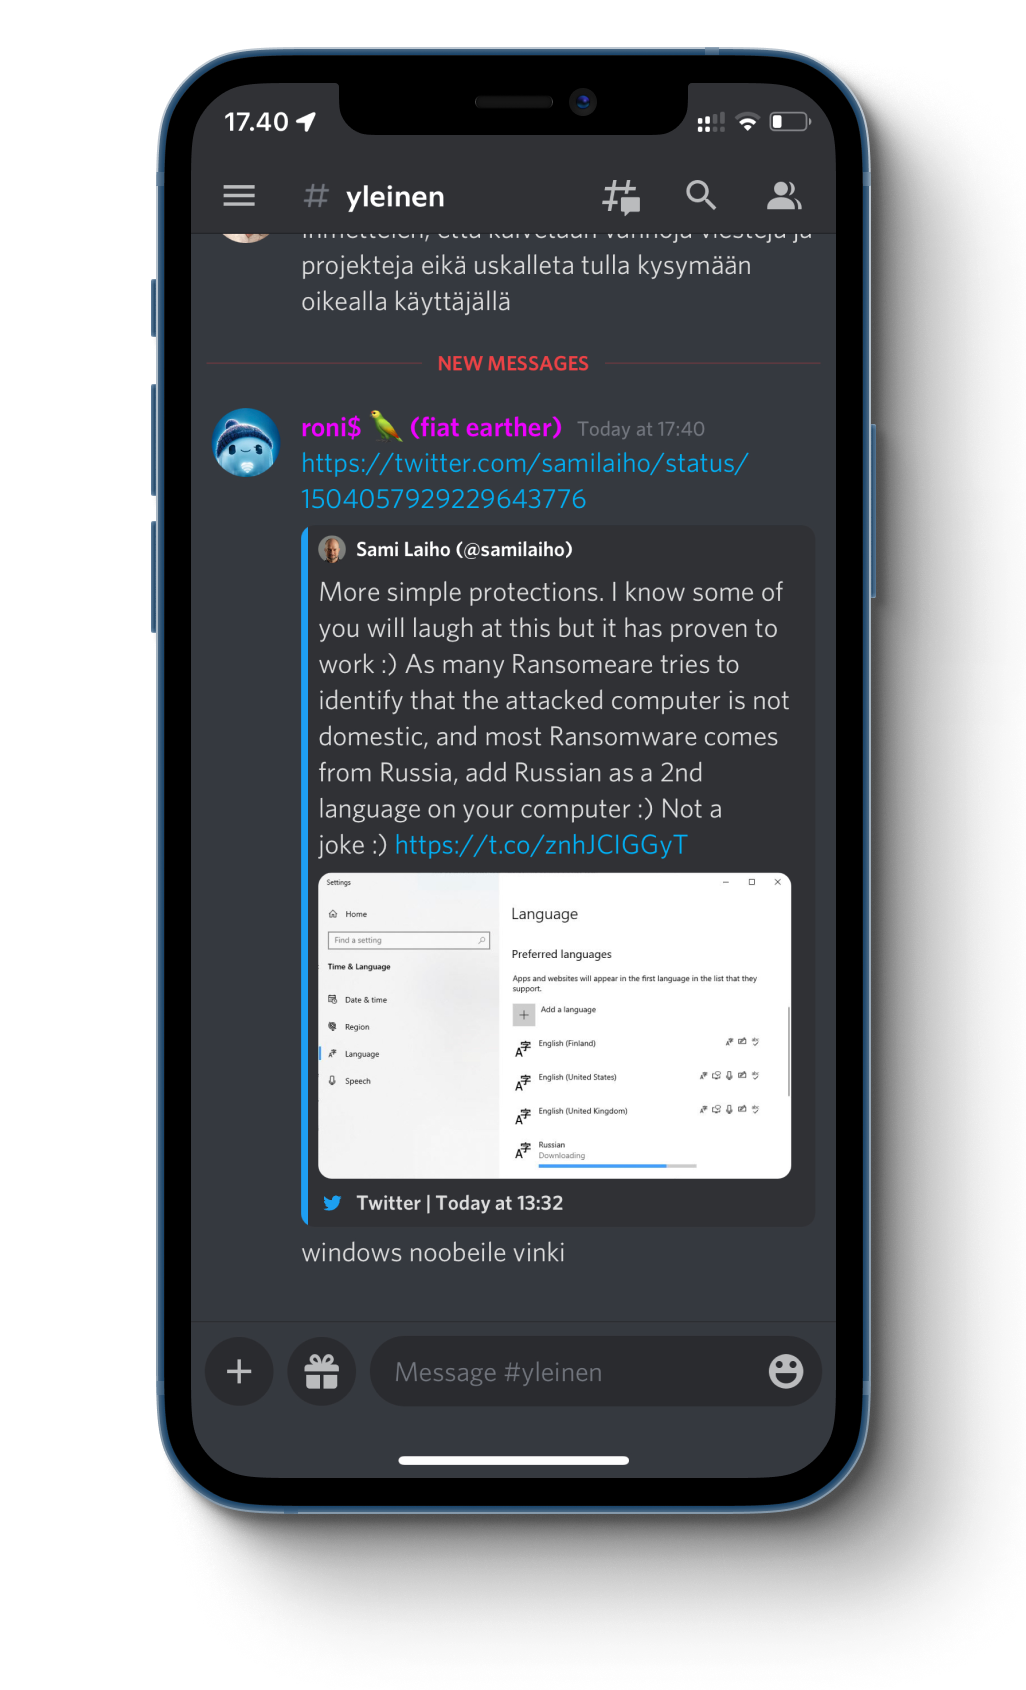 17.40
# yleinen
ihmettelen, että kaivetaan vanhoja viestejä ja
projekteja eikä uskalleta tulla kysymään
oikealla käyttäjällä
NEW MESSAGES
roni$ 🦜 (fiat earther) Today at 17:40
https://twitter.com/samilaiho/status/
1504057929229643776
Sami Laiho (@samilaiho)
More simple protections. I know some of
you will laugh at this but it has proven to
work :) As many Ransomeare tries to
identify that the attacked computer is not
domestic, and most Ransomware comes
from Russia, add Russian as a 2nd
language on your computer :) Not a
joke :) https://t.co/znhJCIGGyT
Settings
Home
Find a setting
Time & Language
Date & time
Region
Language
Speech
Language
Preferred languages
Apps and websites will appear in the first language in the list that they
support.
Add a language
English (Finland)
English (United States)
English (United Kingdom)
Russian
Downloading
Twitter | Today at 13:32
windows noobeile vinki
Message #yleinen